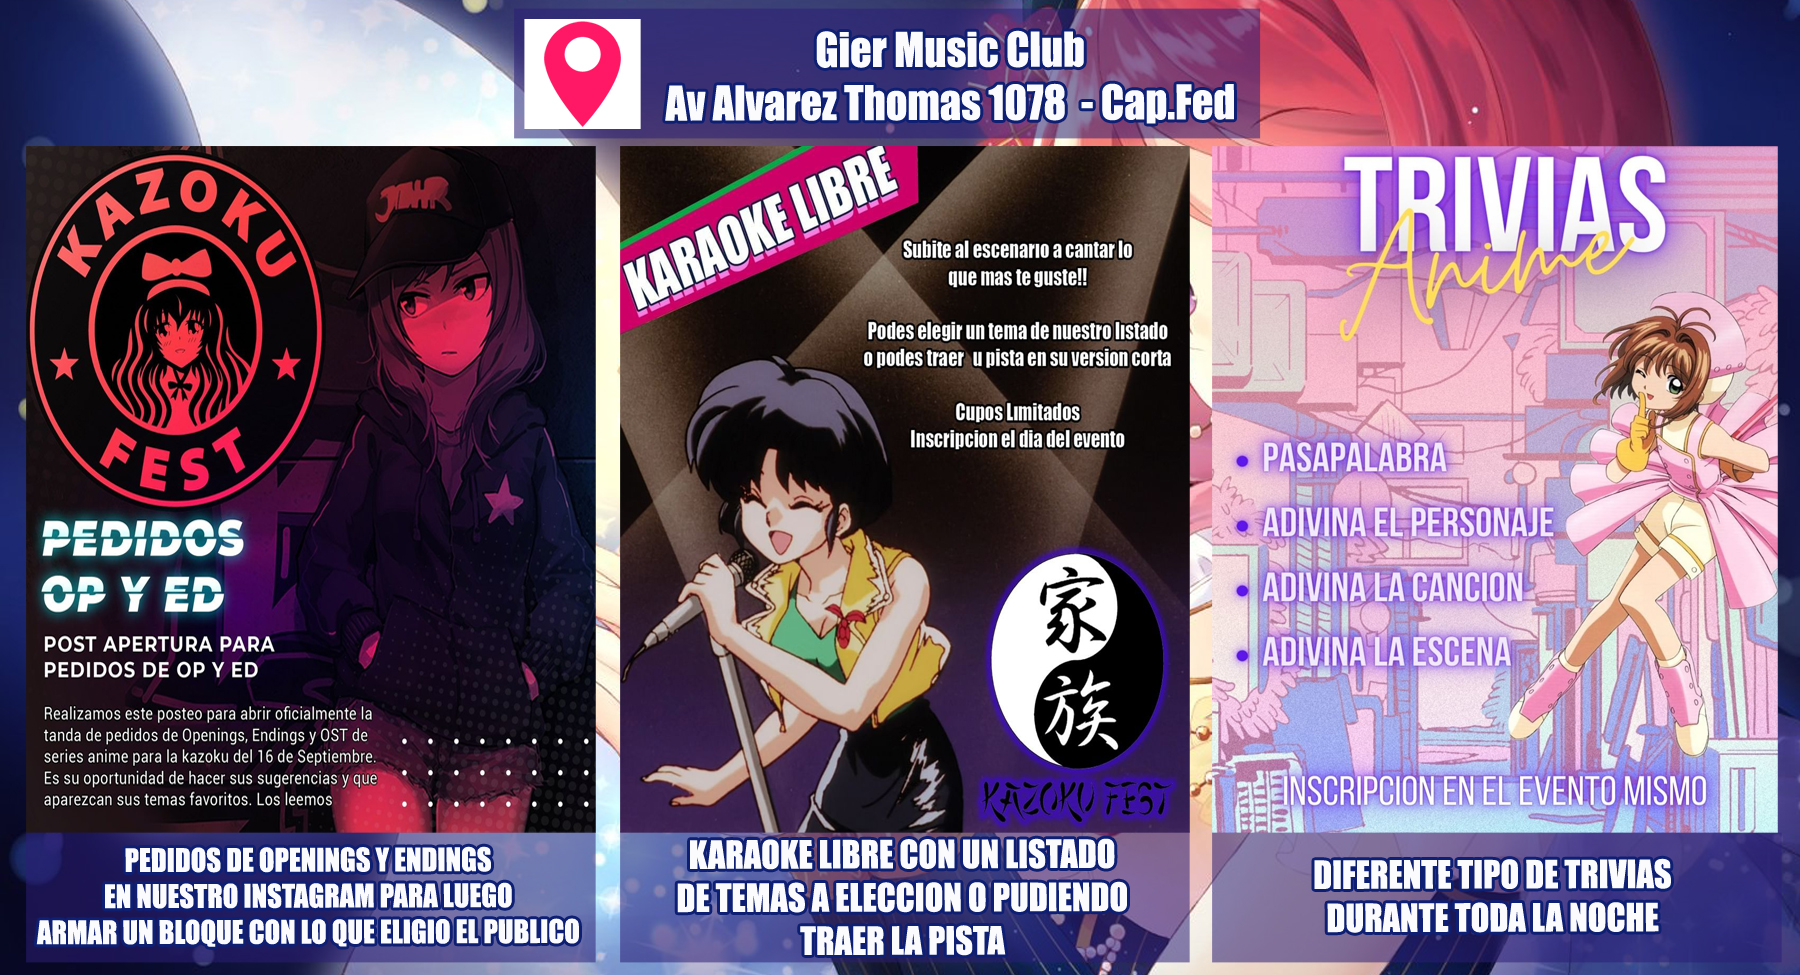 Gier Music Club
Av Alvarez Thomas 1078 - Cap.Fed
KAZOKU
FEST
PEDIDOS
OP Y ED
POST APERTURA PARA
PEDIDOS DE OP Y ED
Realizamos este posteo para abrir oficialmente la
tanda de pedidos de Openings, Endings y OST de
series anime para la kazoku del 16 de Septiembre.
Es su oportunidad de hacer sus sugerencias y que
aparezcan sus temas favoritos. Los leemos
PEDIDOS DE OPENINGS Y ENDINGS
EN NUESTRO INSTAGRAM PARA LUEGO
ARMAR UN BLOQUE CON LO QUE ELIGIO EL PUBLICO
KARAOKE LIBRE
Subite al escenario a cantar lo
que mas te guste!!
Podes elegir un tema de nuestro listado
o podes traer u pista en su version corta
Cupos Limitados
Inscripcion el dia del evento
家
族
KAZOKU FEST
KARAOKE LIBRE CON UN LISTADO
DE TEMAS A ELECCION O PUDIENDO
TRAER LA PISTA
TRIVIAS
Anime
• PASAPALABRA
• ADIVINA EL PERSONAJE
• ADIVINA LA CANCION
• ADIVINA LA ESCENA
INSCRIPCION EN EL EVENTO MISMO
DIFERENTE TIPO DE TRIVIAS
DURANTE TODA LA NOCHE